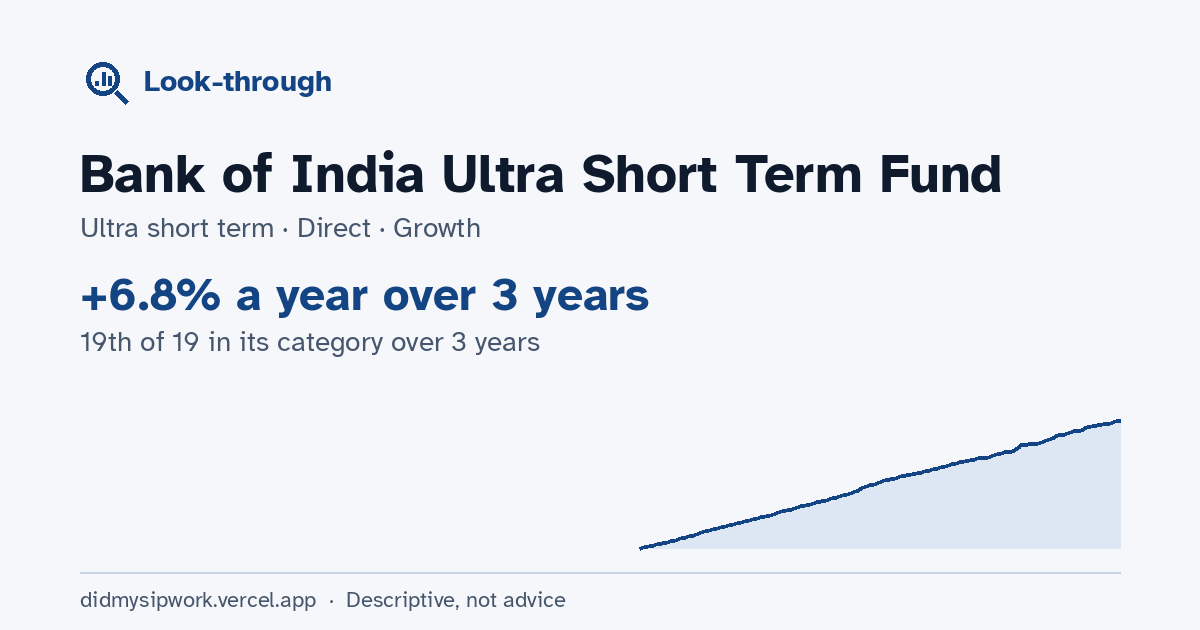 Look-through
Bank of India Ultra Short Term Fund
Ultra short term · Direct · Growth
+6.8% a year over 3 years
19th of 19 in its category over 3 years
didmysipwork.vercel.app · Descriptive, not advice